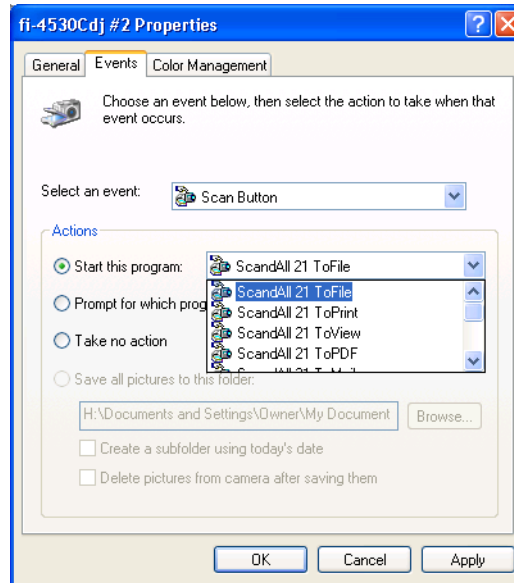 fi-4530Cdj #2 Properties
General Events Color Management
Choose an event below, then select the action to take when that
event occurs.
Select an event: Scan Button
Actions
Start this program: ScandAll 21 ToFile
ScandAll 21 ToFile
Prompt for which prog
ScandAll 21 ToPrint
ScandAll 21 ToView
Take no action
ScandAll 21 ToPDF
Save all pictures to this folder:
H:\Documents and Settings\Owner\My Document Browse...
Create a subfolder using today's date
Delete pictures from camera after saving them
OK Cancel Apply